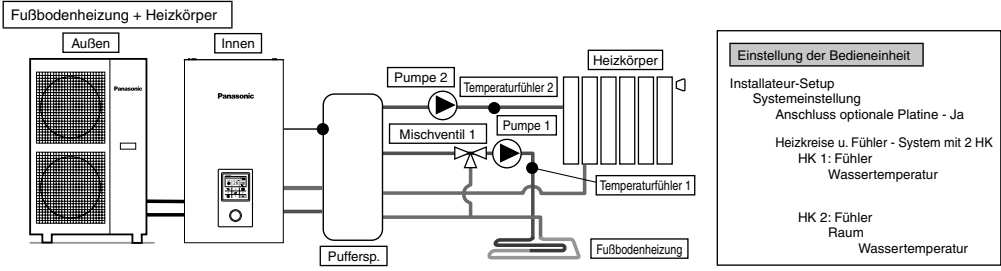 Fußbodenheizung + Heizkörper
Außen
Innen
Panasonic
Panasonic
Pumpe 2
Temperaturfühler 2
Heizkörper
Mischventil 1
Pumpe 1
Temperaturfühler 1
Puffersp.
Fußbodenheizung
Einstellung der Bedieneinheit
Installateur-Setup
Systemeinstellung
Anschluss optionale Platine - Ja
Heizkreise u. Fühler - System mit 2 HK
HK 1: Fühler
Wassertemperatur
HK 2: Fühler
Raum
Wassertemperatur